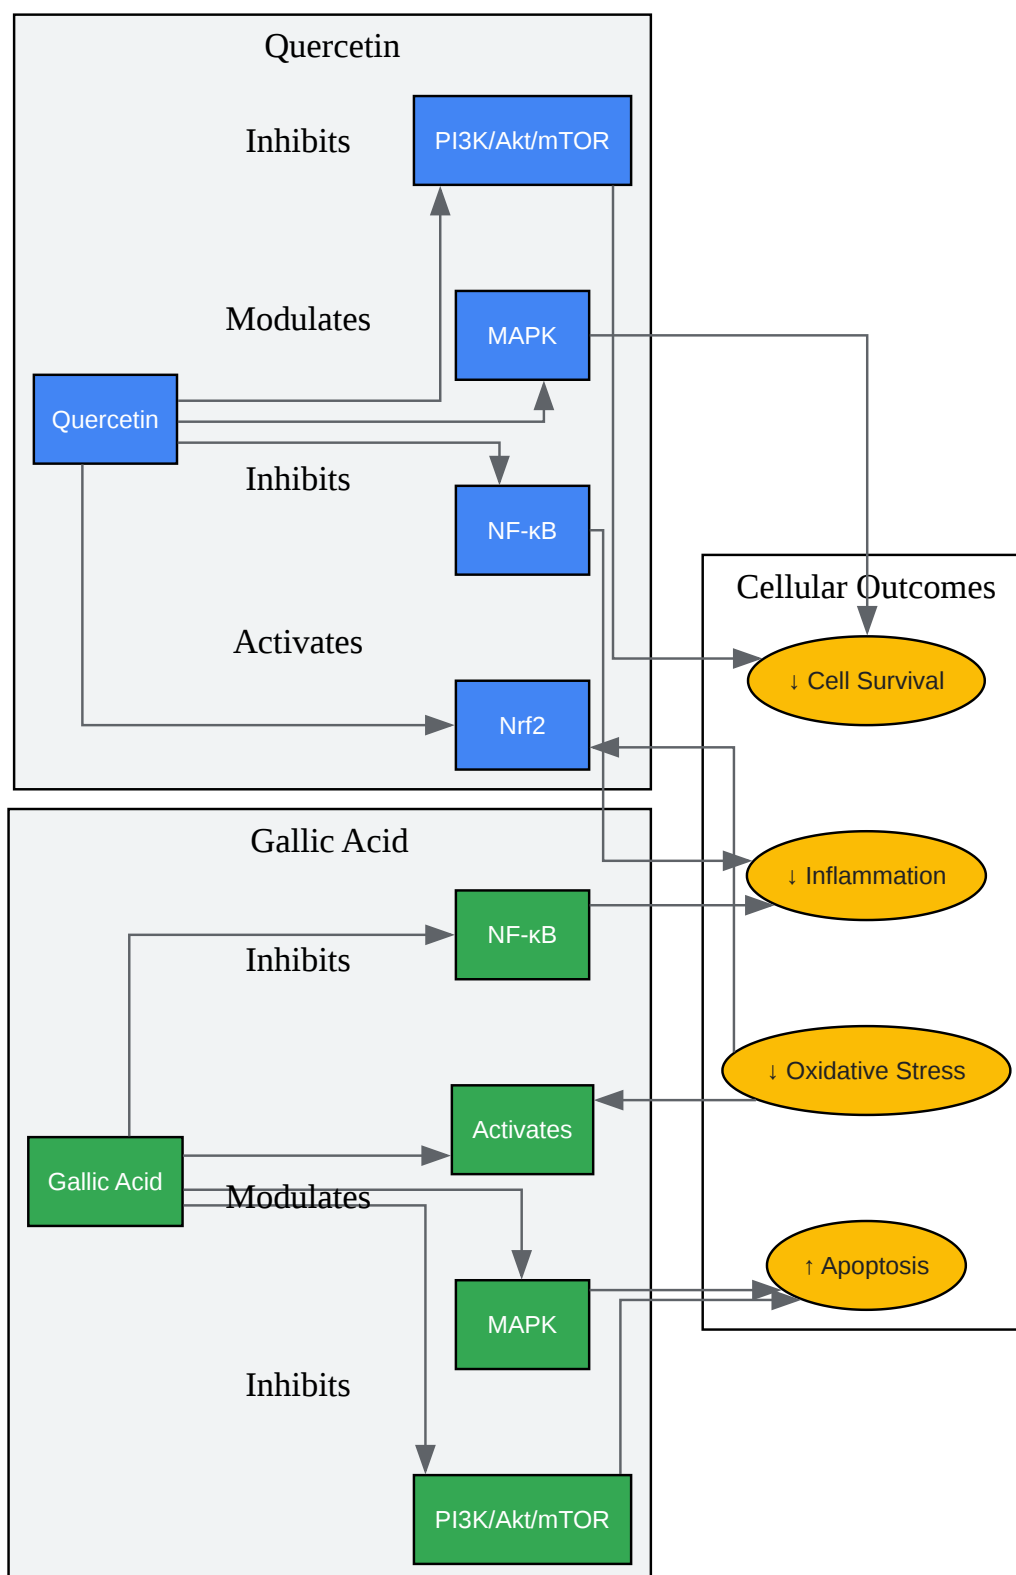 Quercetin
Inhibits
PI3K/Akt/mTOR
Modulates
MAPK
Quercetin
Inhibits
NF-κB
Activates
Nrf2
Cellular Outcomes
↓ Cell Survival
↓ Inflammation
↓ Oxidative Stress
↑ Apoptosis
Gallic Acid
NF-κB
Inhibits
Activates
Gallic Acid
Modulates
MAPK
Inhibits
PI3K/Akt/mTOR